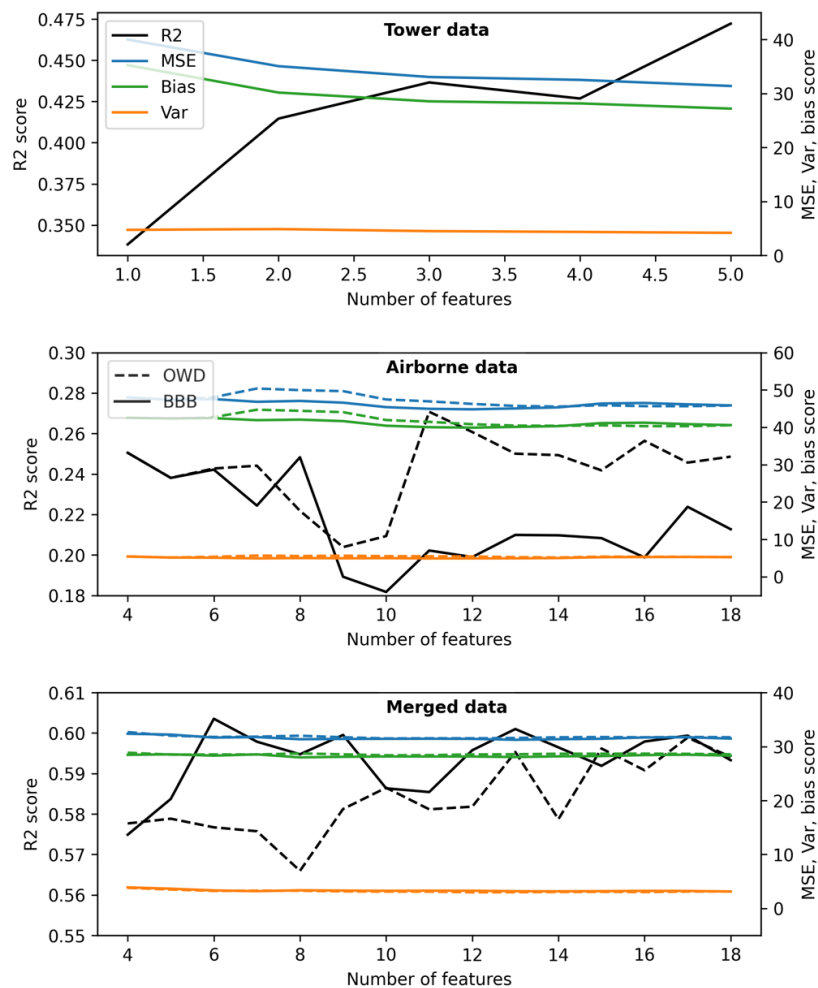 Tower data
R2
MSE
Bias
Var
0.475
0.450
0.425
0.400
0.375
0.350
R2 score
40
30
20
10
0
MSE, Var, bias score
1.0 1.5 2.0 2.5 3.0 3.5 4.0 4.5 5.0
Number of features
Airborne data
OWD
BBB
0.30
0.28
0.26
0.24
0.22
0.20
0.18
R2 score
60
50
40
30
20
10
0
MSE, Var, bias score
4 6 8 10 12 14 16 18
Number of features
Merged data
0.61
0.60
0.59
0.58
0.57
0.56
0.55
R2 score
40
30
20
10
0
MSE, Var, bias score
4 6 8 10 12 14 16 18
Number of features